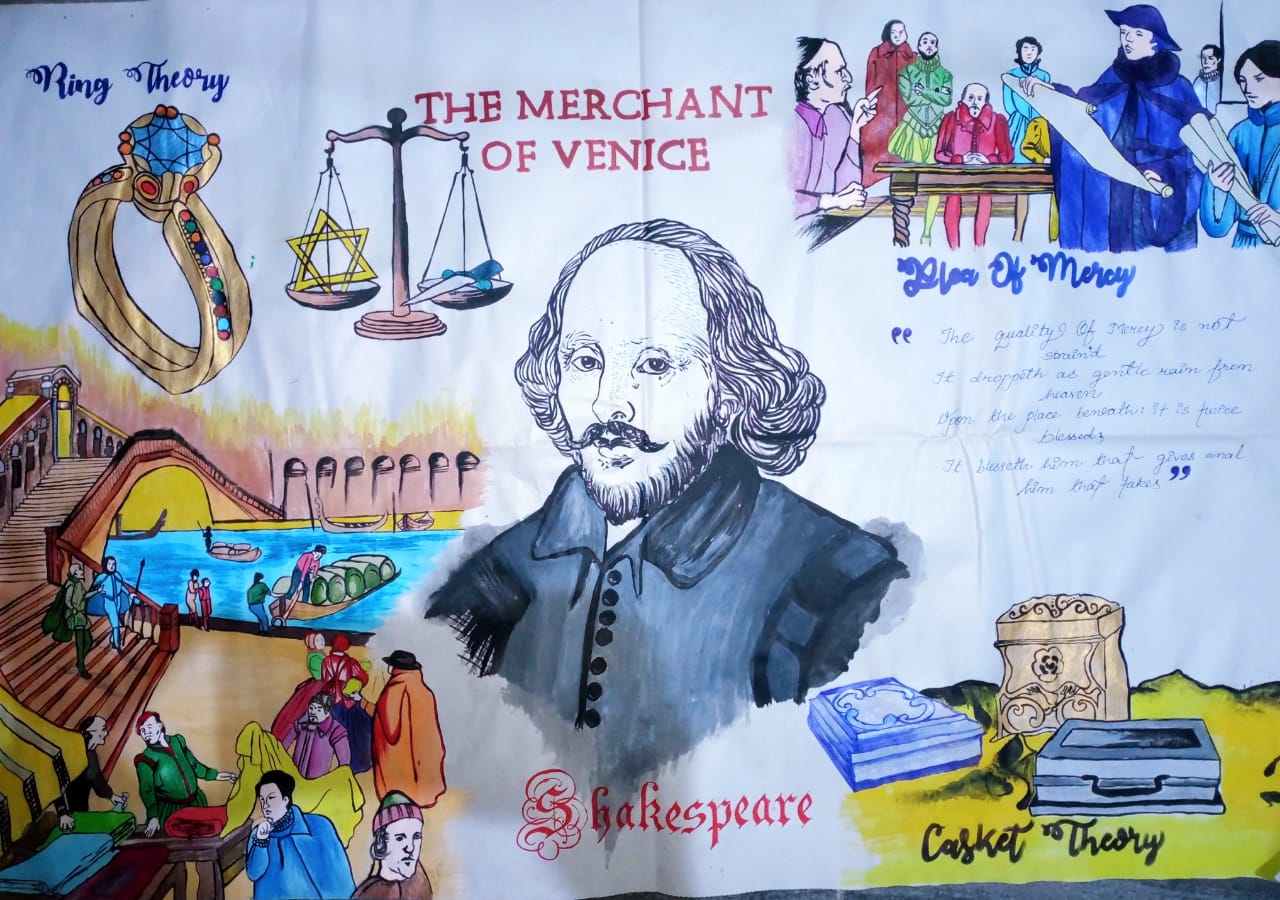 Ring Theory
THE MERCHANT
OF VENICE
Plea Of Mercy
"The quality Of Mercy is not
strain'd
It droppeth as gentle rain from
heaven
Upon the place beneath: it is twice
blessed;
It blesseth him that gives and
him that takes"
Casket Theory
Shakespeare